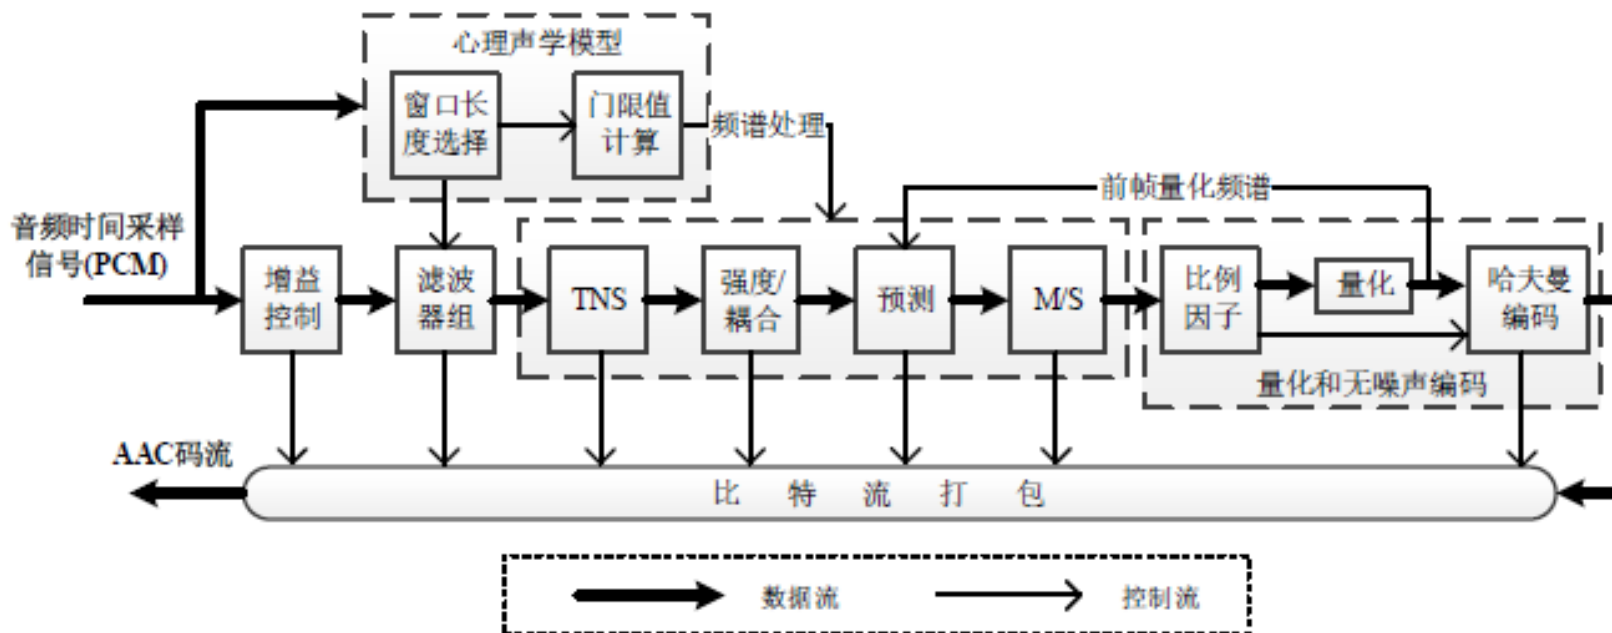 心理声学模型
窗口长
度选择
门限值
计算
频谱处理
前帧量化频谱
音频时间采样
信号(PCM)
增益
控制
滤波
器组
TNS
强度/
耦合
预测
M/S
比例
因子
量化
哈夫曼
编码
量化和无噪声编码
AAC码流
比特流打包
数据流
控制流